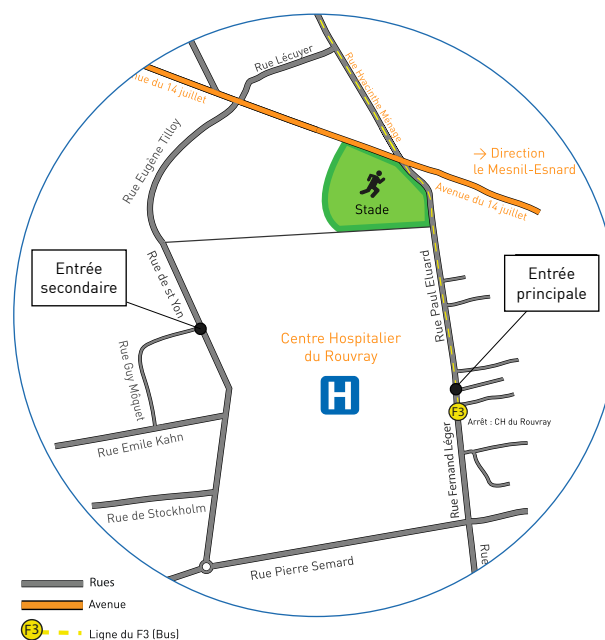 Rue Lécuyer
Rue Hyacinthe Ménage
ue du 14 juillet
Rue Eugène Tilloy
→ Direction
le Mesnil-Esnard
Avenue du 14 juillet
Stade
Entrée
secondaire
Rue de st Yon
Entrée
principale
Rue Paul Eluard
Centre Hospitalier
du Rouvray
H
Rue Guy Môquet
F3
Arrêt : CH du Rouvray
Rue Emile Kahn
Rue Fernand Léger
Rue de Stockholm
Rue Pierre Semard
Rue
Rues
Avenue
F3
Ligne du F3 (Bus)